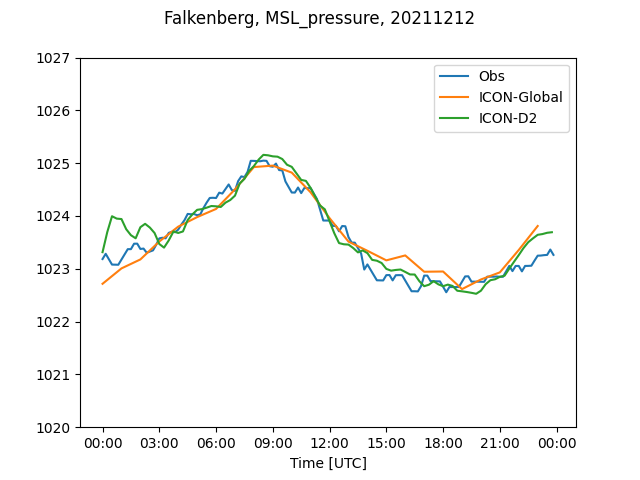 Falkenberg, MSL_pressure, 20211212
1027
1026
1025
1024
1023
1022
1021
1020
Obs
ICON-Global
ICON-D2
00:00 03:00 06:00 09:00 12:00 15:00 18:00 21:00 00:00
Time [UTC]